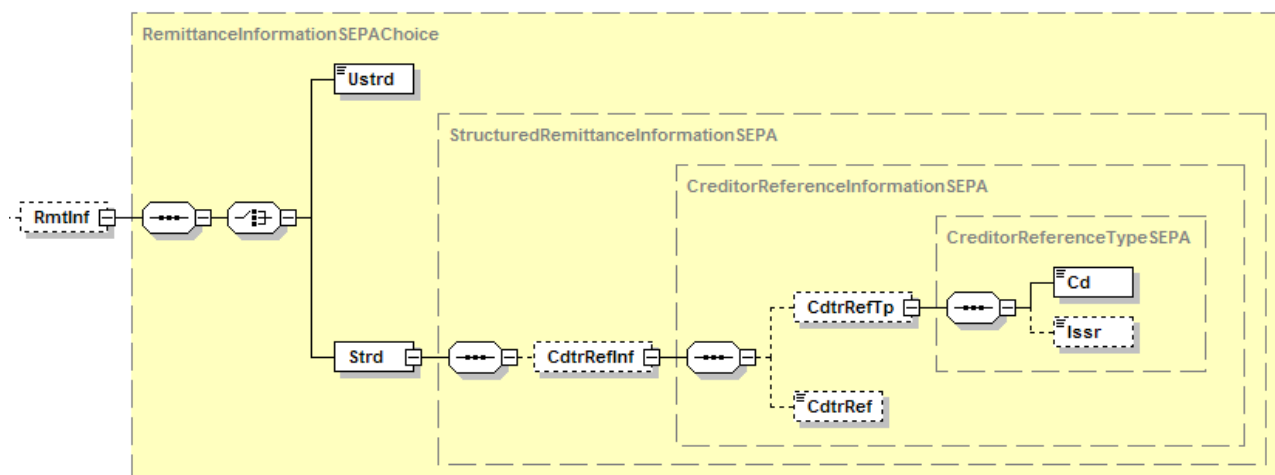 RemittanceInformationSEPAChoice
Ustrd
StructuredRemittanceInformationSEPA
CreditorReferenceInformationSEPA
RmtInf
CreditorReferenceTypeSEPA
Cd
CdtrRefTp
Issr
Strd
CdtrRefInf
CdtrRef